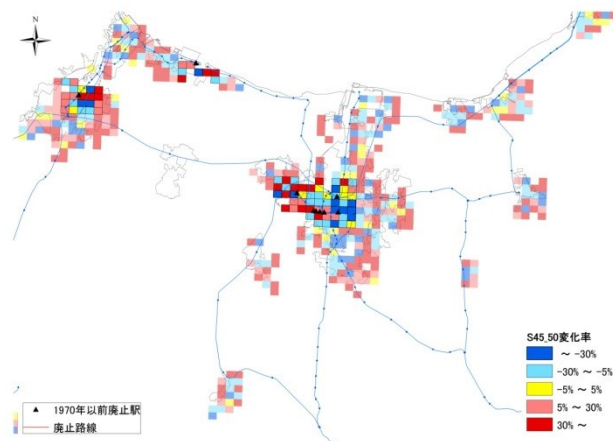 N
S45_50変化率
～ -30%
-30% ～ -5%
-5% ～ 5%
5% ～ 30%
30% ～
1970年以前廃止駅
廃止路線